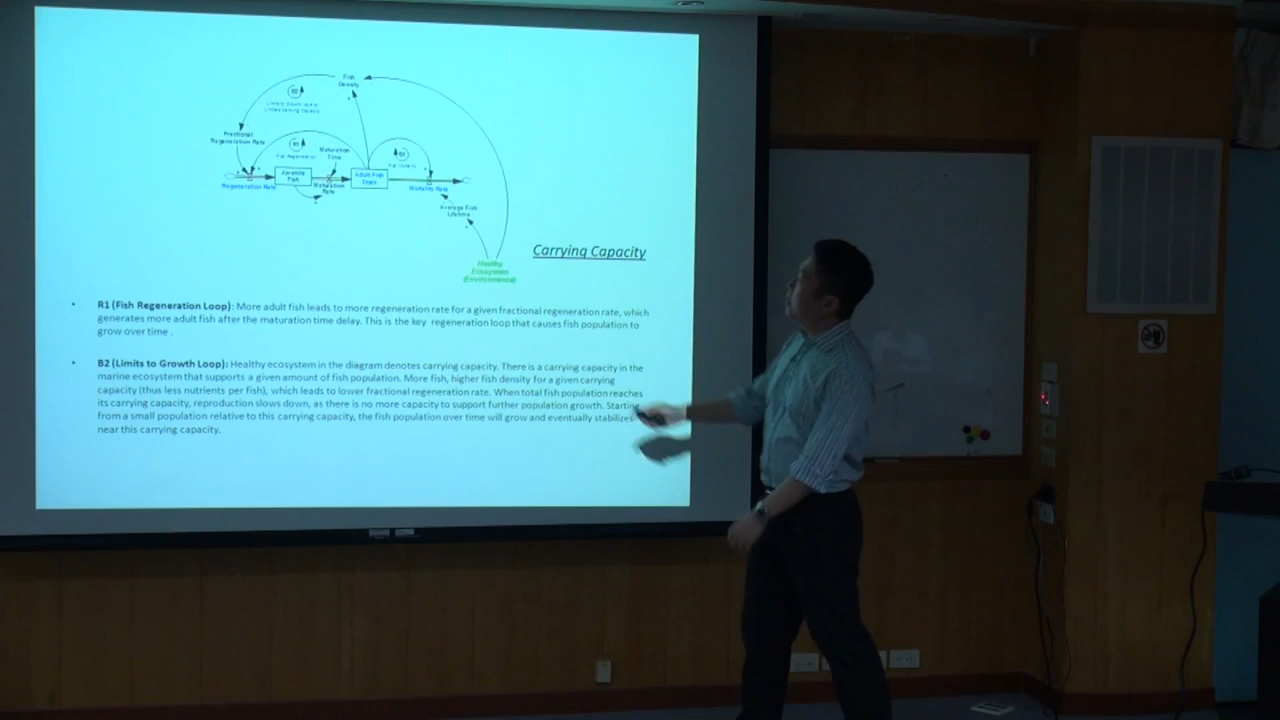 Fish
Density
B2
Fractional
Regeneration Rate
R1
Fish Regeneration
Maturation
Time
B1
Juvenile
Fish
Adult Fish
Stock
Regeneration Rate
Maturation
Rate
Mortality Rate
Average Fish
Lifetime
Healthy
Ecosystem
(Environmental)
Carrying Capacity
• R1 (Fish Regeneration Loop): More adult fish leads to more regeneration rate for a given fractional regeneration rate, which
generates more adult fish after the maturation time delay. This is the key regeneration loop that causes fish population to
grow over time .
• B2 (Limits to Growth Loop): Healthy ecosystem in the diagram denotes carrying capacity. There is a carrying capacity in the
marine ecosystem that supports a given amount of fish population. More fish, higher fish density for a given carrying
capacity (thus less nutrients per fish), which leads to lower fractional regeneration rate. When total fish population reaches
its carrying capacity, reproduction slows down, as there is no more capacity to support further population growth. Starting
from a small population relative to this carrying capacity, the fish population over time will grow and eventually stabilizes
near this carrying capacity.